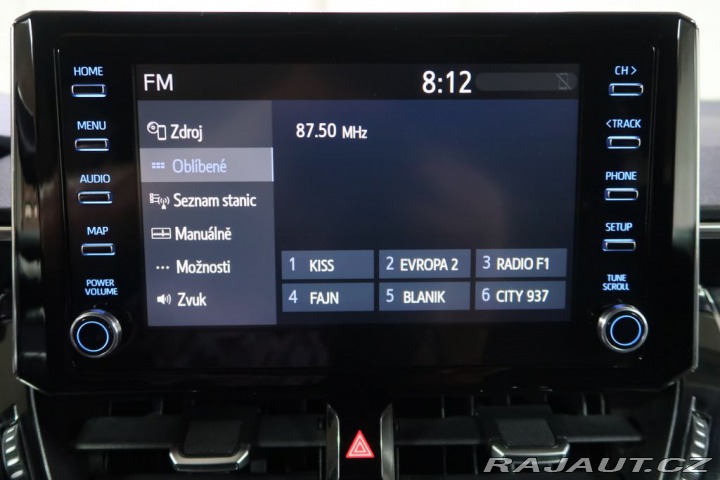 HOME
MENU
AUDIO
MAP
POWER
VOLUME
FM
8:12
Zdroj
Oblíbené
Seznam stanic
Manuálně
Možnosti
Zvuk
87.50 MHz
1 KISS
2 EVROPA 2
3 RADIO F1
4 FAJN
5 BLANIK
6 CITY 937
CH >
< TRACK
PHONE
SETUP
TUNE
SCROLL
RAJAUT.CZ